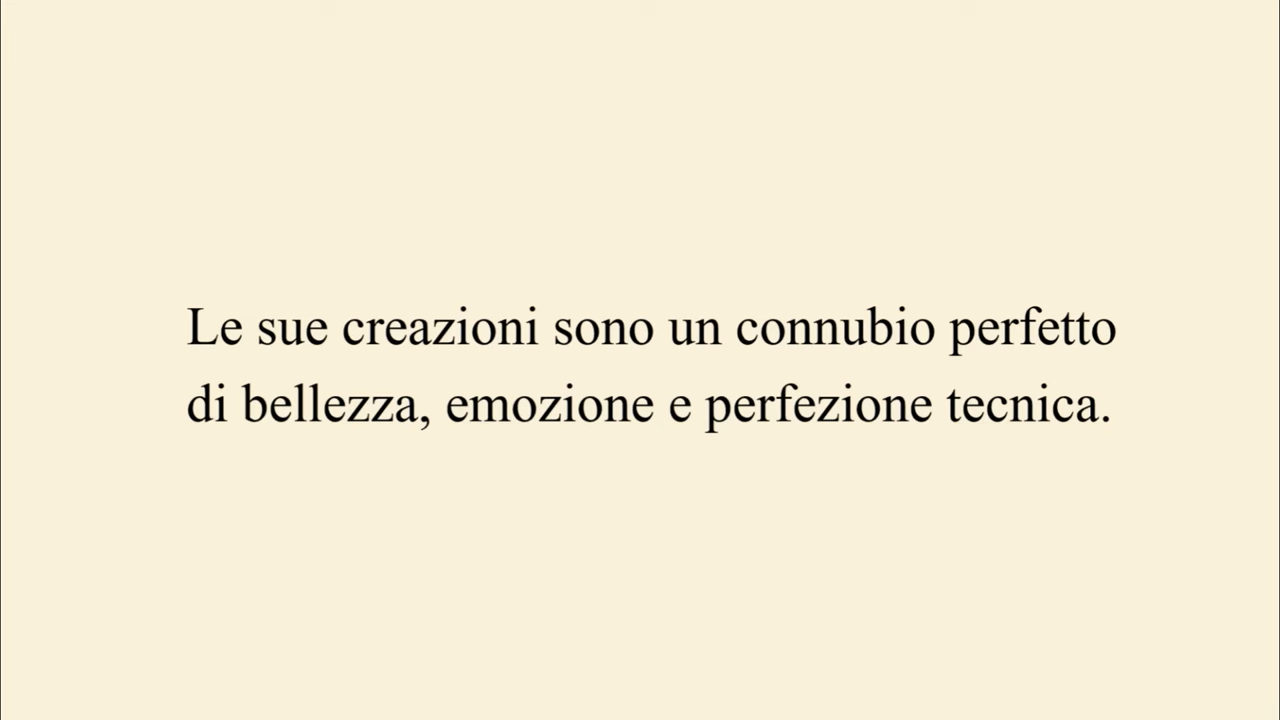 Le sue creazioni sono un connubio perfetto
di bellezza, emozione e perfezione tecnica.